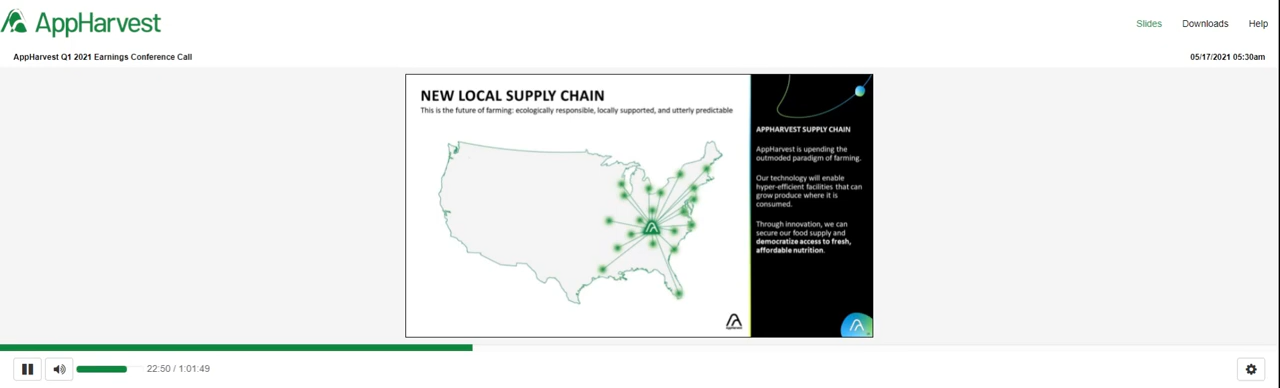 AppHarvest
Slides Downloads Help
AppHarvest Q1 2021 Earnings Conference Call
05/17/2021 05:30am
NEW LOCAL SUPPLY CHAIN
This is the future of farming: ecologically responsible, locally supported, and utterly predictable
APPHARVEST SUPPLY CHAIN
AppHarvest is upending the
outmoded paradigm of farming.
Our technology will enable
hyper-efficient facilities that can
grow produce where it is
consumed.
Through innovation, we can
secure our food supply and
democratize access to fresh,
affordable nutrition.
AppHarvest
22:50 / 1:01:49